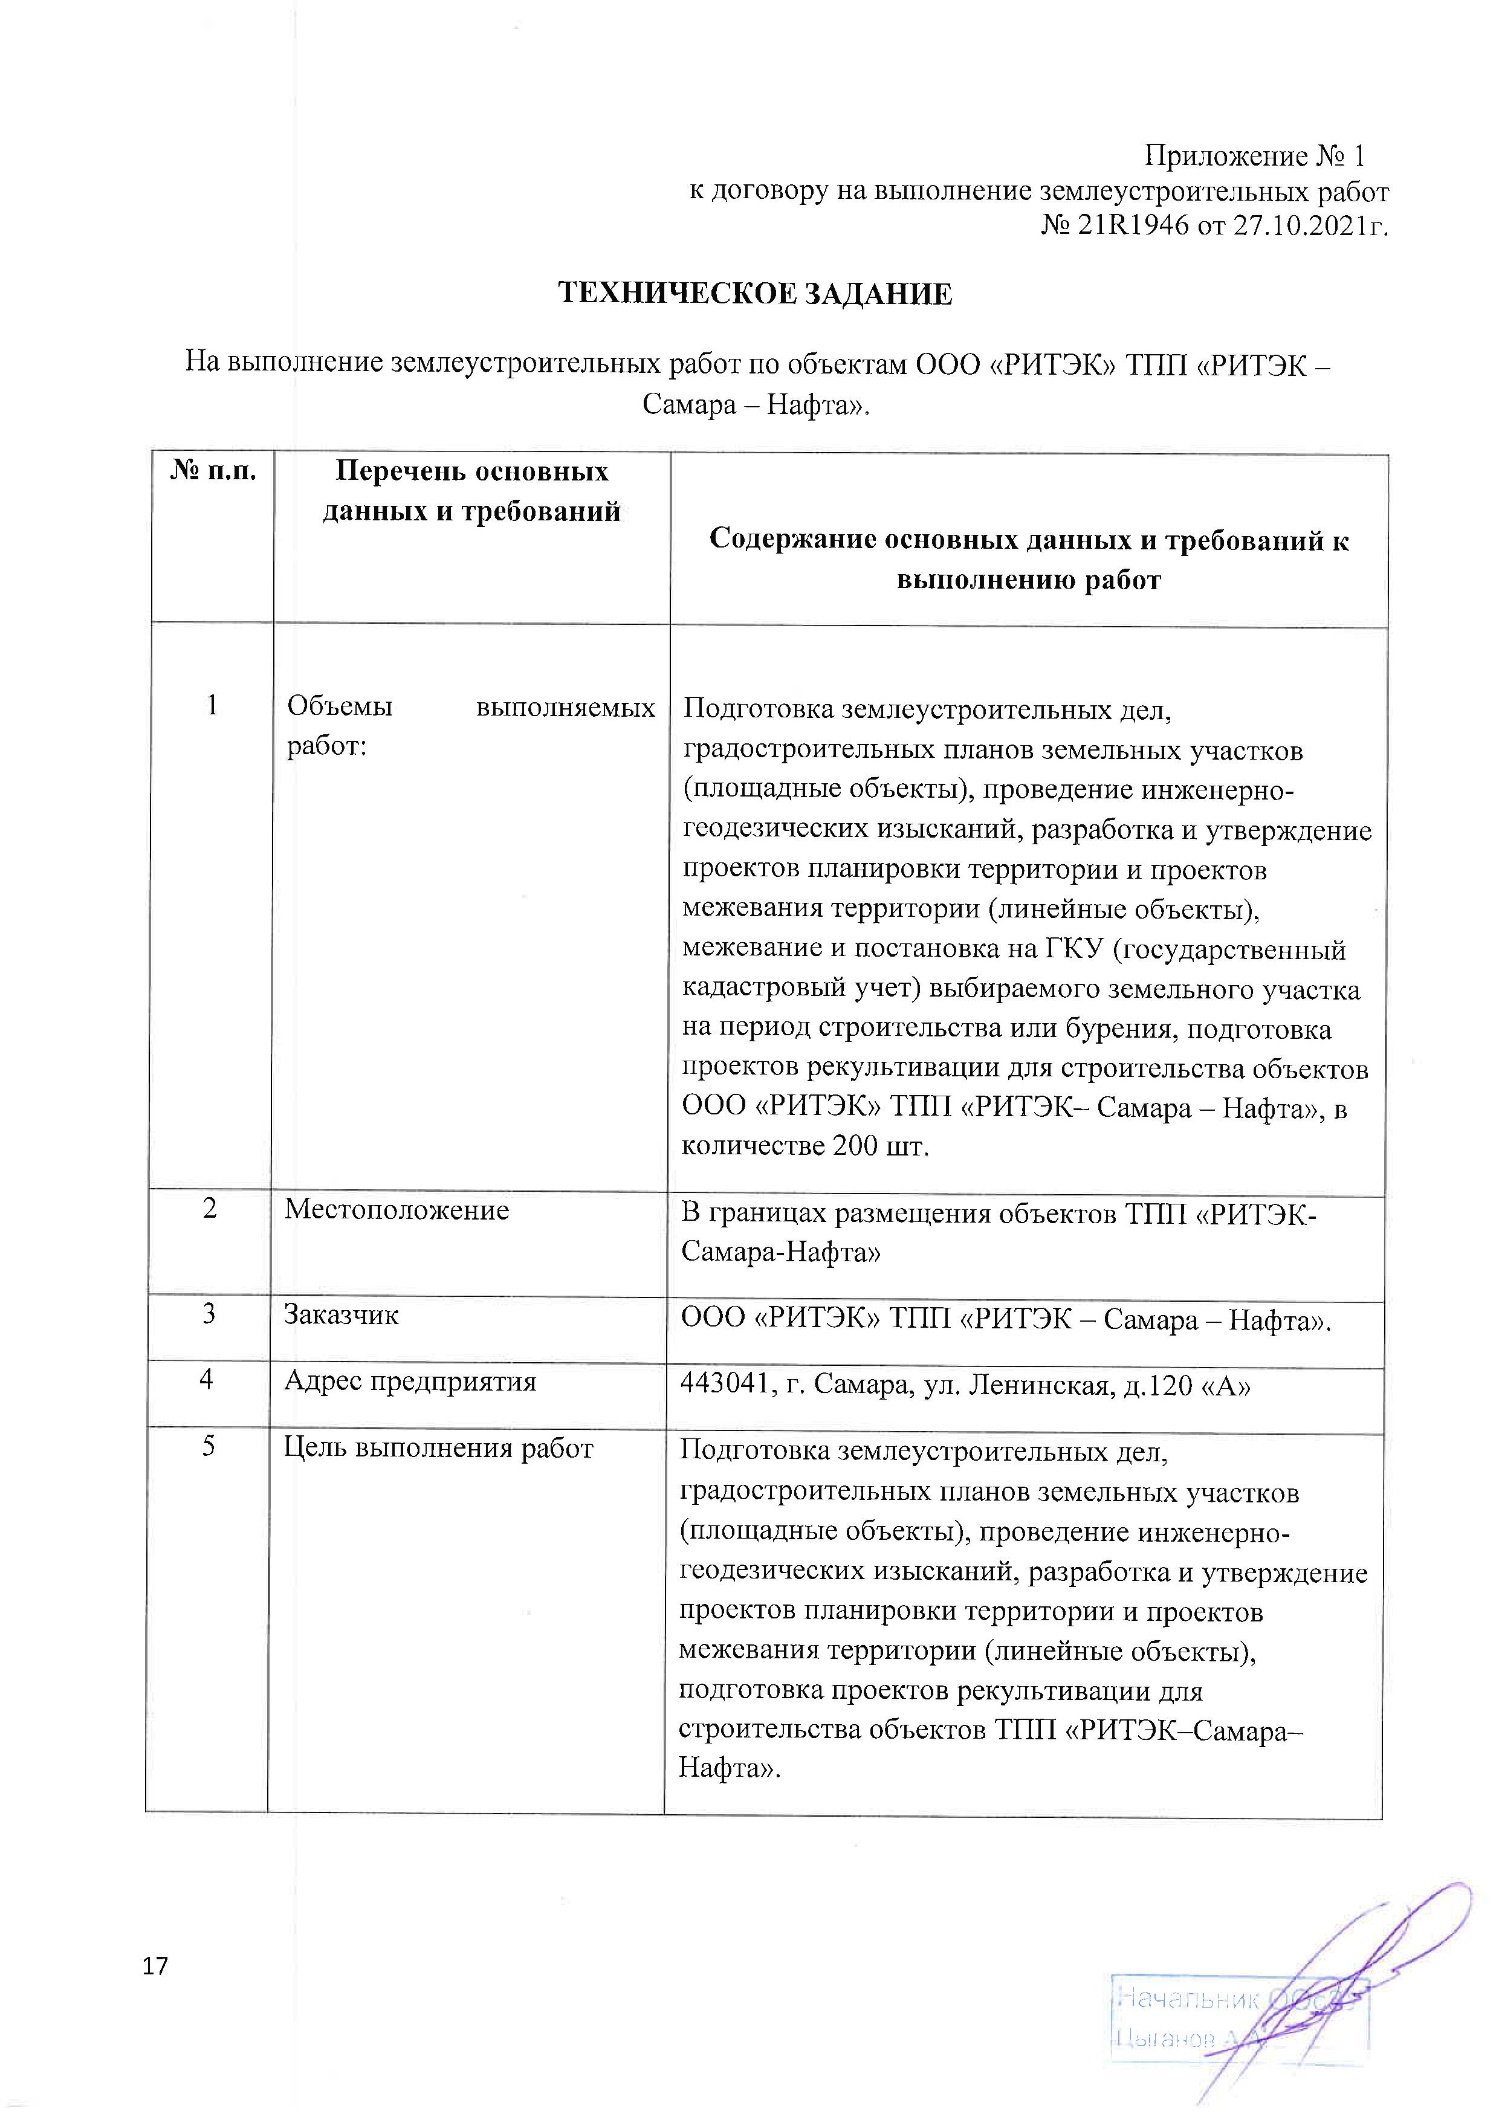 Приложение № 1
к договору на выполнение землеустроительных работ
№ 21R1946 от 27.10.2021г.
ТЕХНИЧЕСКОЕ ЗАДАНИЕ
На выполнение землеустроительных работ по объектам ООО «РИТЭК» ТПП «РИТЭК –
Самара – Нафта».
№ п.п.
Перечень основных
данных и требований
Содержание основных данных и требований к
выполнению работ
1
Объемы выполняемых
работ:
Подготовка землеустроительных дел,
градостроительных планов земельных участков
(площадные объекты), проведение инженерно-
геодезических изысканий, разработка и утверждение
проектов планировки территории и проектов
межевания территории (линейные объекты),
межевание и постановка на ГКУ (государственный
кадастровый учет) выбираемого земельного участка
на период строительства или бурения, подготовка
проектов рекультивации для строительства объектов
ООО «РИТЭК» ТПП «РИТЭК– Самара – Нафта», в
количестве 200 шт.
2
Местоположение
В границах размещения объектов ТПП «РИТЭК-
Самара-Нафта»
3
Заказчик
ООО «РИТЭК» ТПП «РИТЭК – Самара – Нафта».
4
Адрес предприятия
443041, г. Самара, ул. Ленинская, д.120 «А»
5
Цель выполнения работ
Подготовка землеустроительных дел,
градостроительных планов земельных участков
(площадные объекты), проведение инженерно-
геодезических изысканий, разработка и утверждение
проектов планировки территории и проектов
межевания территории (линейные объекты),
подготовка проектов рекультивации для
строительства объектов ТПП «РИТЭК–Самара–
Нафта».
17
Начальник
Цыганов А.А.